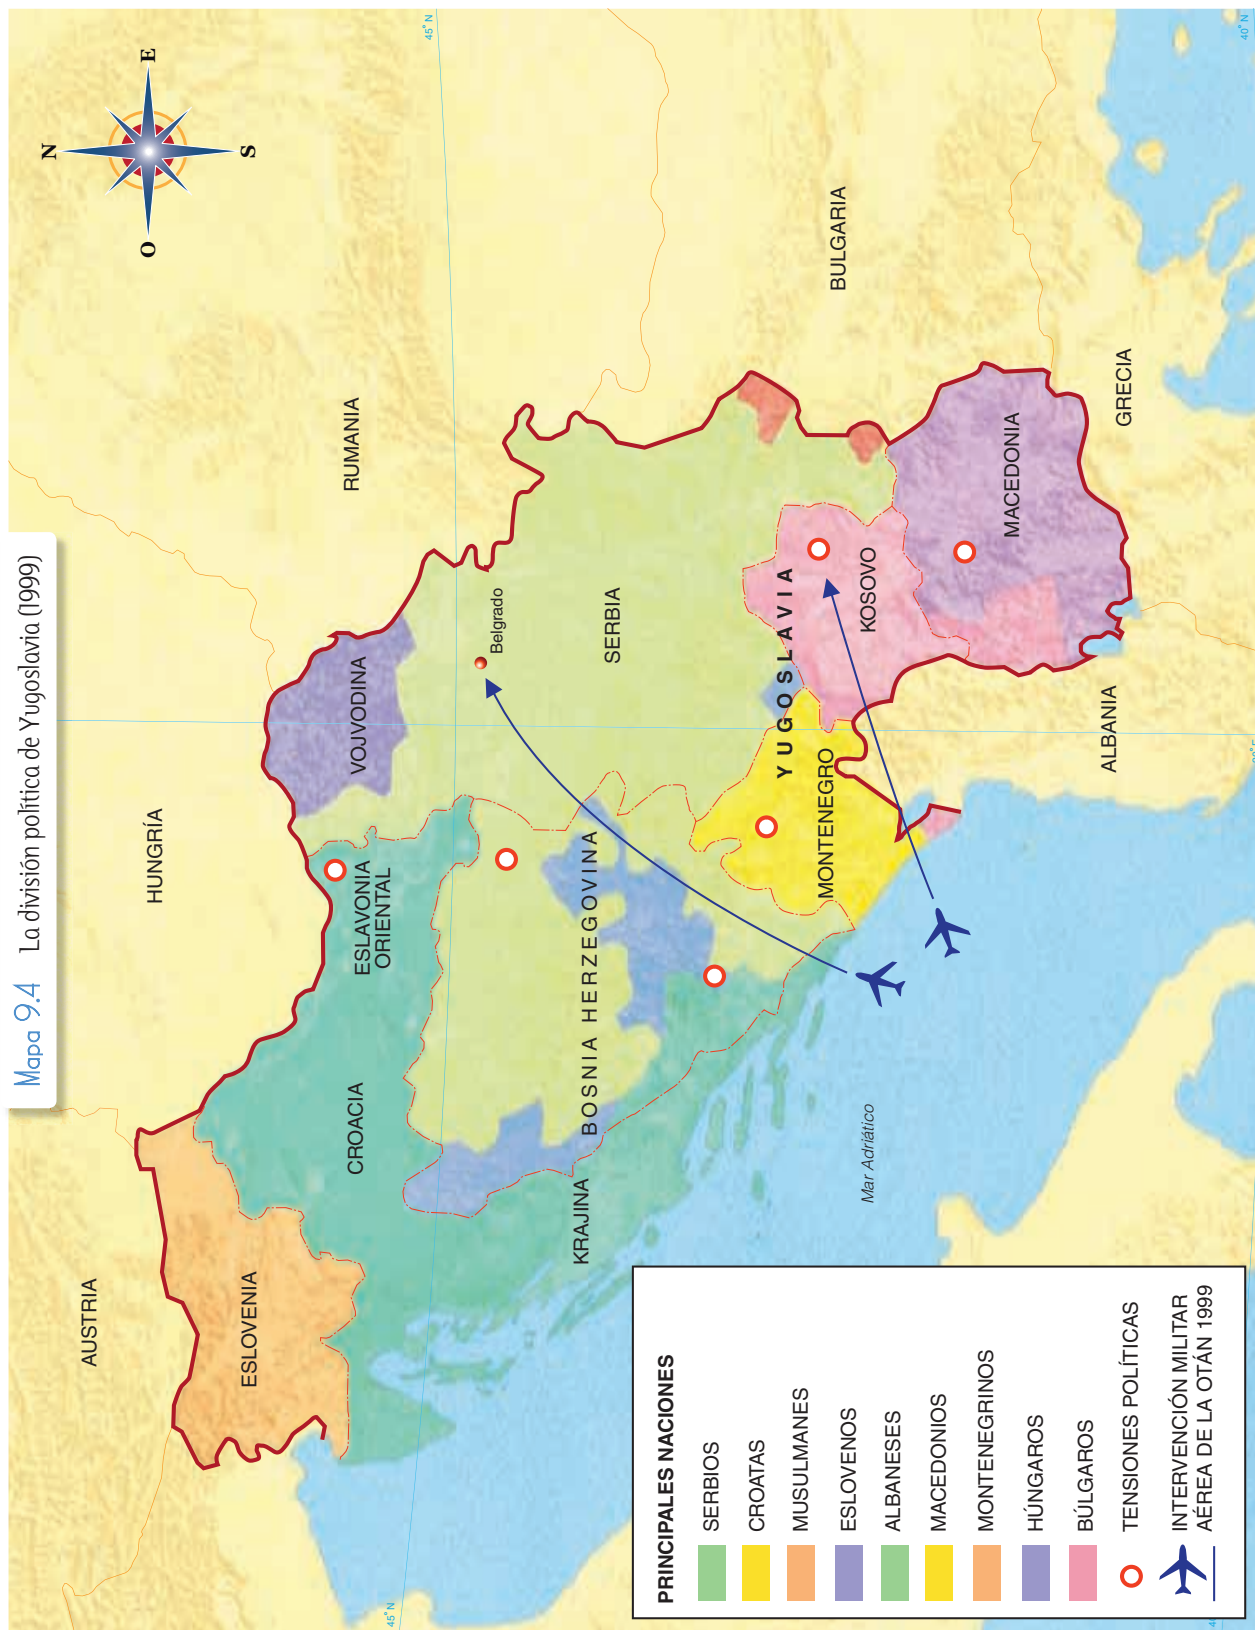 Mapa 9.4 La división política de Yugoslavia (1999)
N
O
E
S
45° N
40° N
AUSTRIA
HUNGRÍA
RUMANIA
BULGARIA
GRECIA
ALBANIA
ESLOVENIA
CROACIA
ESLAVONIA
ORIENTAL
VOJVODINA
Belgrado
SERBIA
KRAJINA
BOSNIA HERZEGOVINA
YUGOSLAVIA
MONTENEGRO
KOSOVO
MACEDONIA
Mar Adriático
45° N
PRINCIPALES NACIONES
SERBIOS
CROATAS
MUSULMANES
ESLOVENOS
ALBANESES
MACEDONIOS
MONTENEGRINOS
HÚNGAROS
BÚLGAROS
TENSIONES POLÍTICAS
INTERVENCIÓN MILITAR
AÉREA DE LA OTÁN 1999